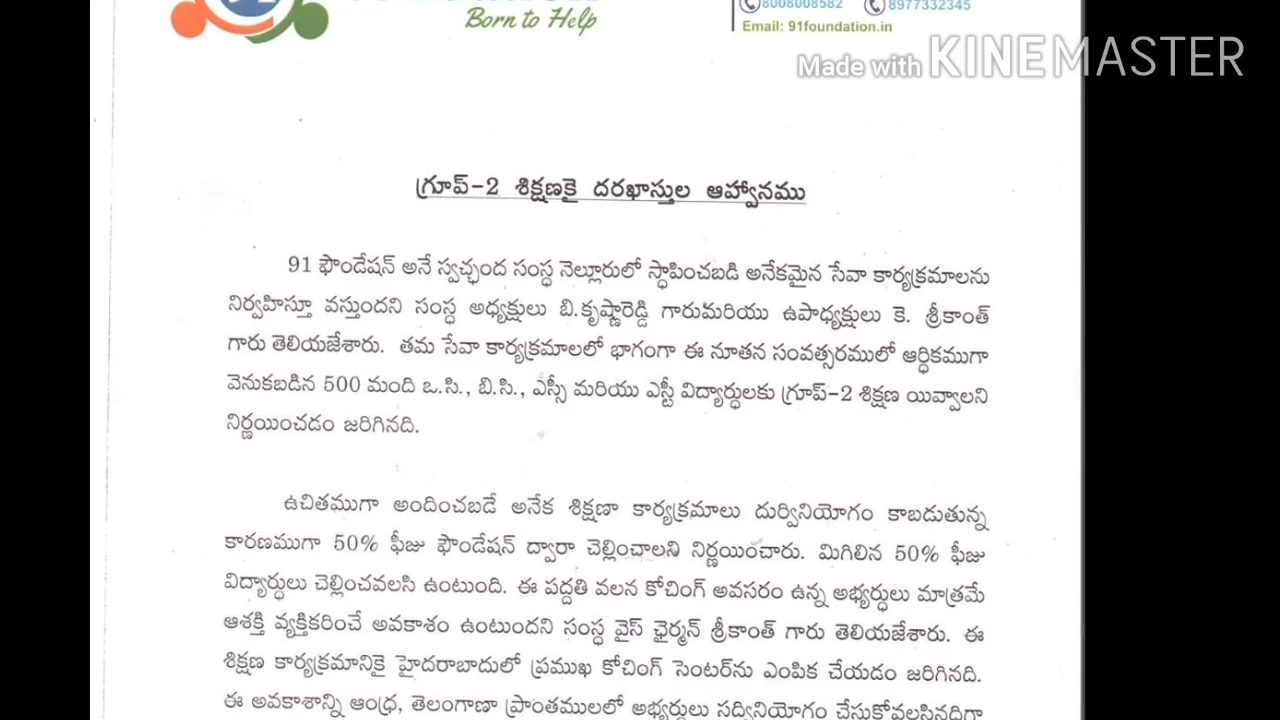 Born to Help
8008008582 8977332345
Email: 91foundation.in
Made with KINEMASTER
గ్రూప్-2 శిక్షణకై దరఖాస్తుల ఆహ్వానము
91 ఫౌండేషన్ అనే స్వచ్ఛంద సంస్థ నెల్లూరులో స్థాపించబడి అనేకమైన సేవా కార్యక్రమాలను
నిర్వహిస్తూ వస్తుందని సంస్థ అధ్యక్షులు బి.కృష్ణారెడ్డి గారుమరియు ఉపాధ్యక్షులు కె. శ్రీకాంత్
గారు తెలియజేశారు. తమ సేవా కార్యక్రమాలలో భాగంగా ఈ నూతన సంవత్సరములో ఆర్థికముగా
వెనుకబడిన 500 మంది ఒ.సి., బి.సి., ఎస్సీ మరియు ఎస్టీ విద్యార్థులకు గ్రూప్-2 శిక్షణ యివ్వాలని
నిర్ణయించడం జరిగినది.
ఉచితముగా అందించబడే అనేక శిక్షణా కార్యక్రమాలు దుర్వినియోగం కాబడుతున్న
కారణముగా 50% ఫీజు ఫౌండేషన్ ద్వారా చెల్లించాలని నిర్ణయించారు. మిగిలిన 50% ఫీజు
విద్యార్థులు చెల్లించవలసి ఉంటుంది. ఈ పద్దతి వలన కోచింగ్ అవసరం ఉన్న అభ్యర్థులు మాత్రమే
ఆశక్తి వ్యక్తికరించే అవకాశం ఉంటుందని సంస్థ వైస్ ఛైర్మన్ శ్రీకాంత్ గారు తెలియజేశారు. ఈ
శిక్షణ కార్యక్రమానికై హైదరాబాదులో ప్రముఖ కోచింగ్ సెంటర్‌ను ఎంపిక చేయడం జరిగినది.
ఈ అవకాశాన్ని ఆంధ్ర, తెలంగాణా ప్రాంతములలో అభ్యర్థులు సద్వినియోగం చేసుకోవలసినదిగా